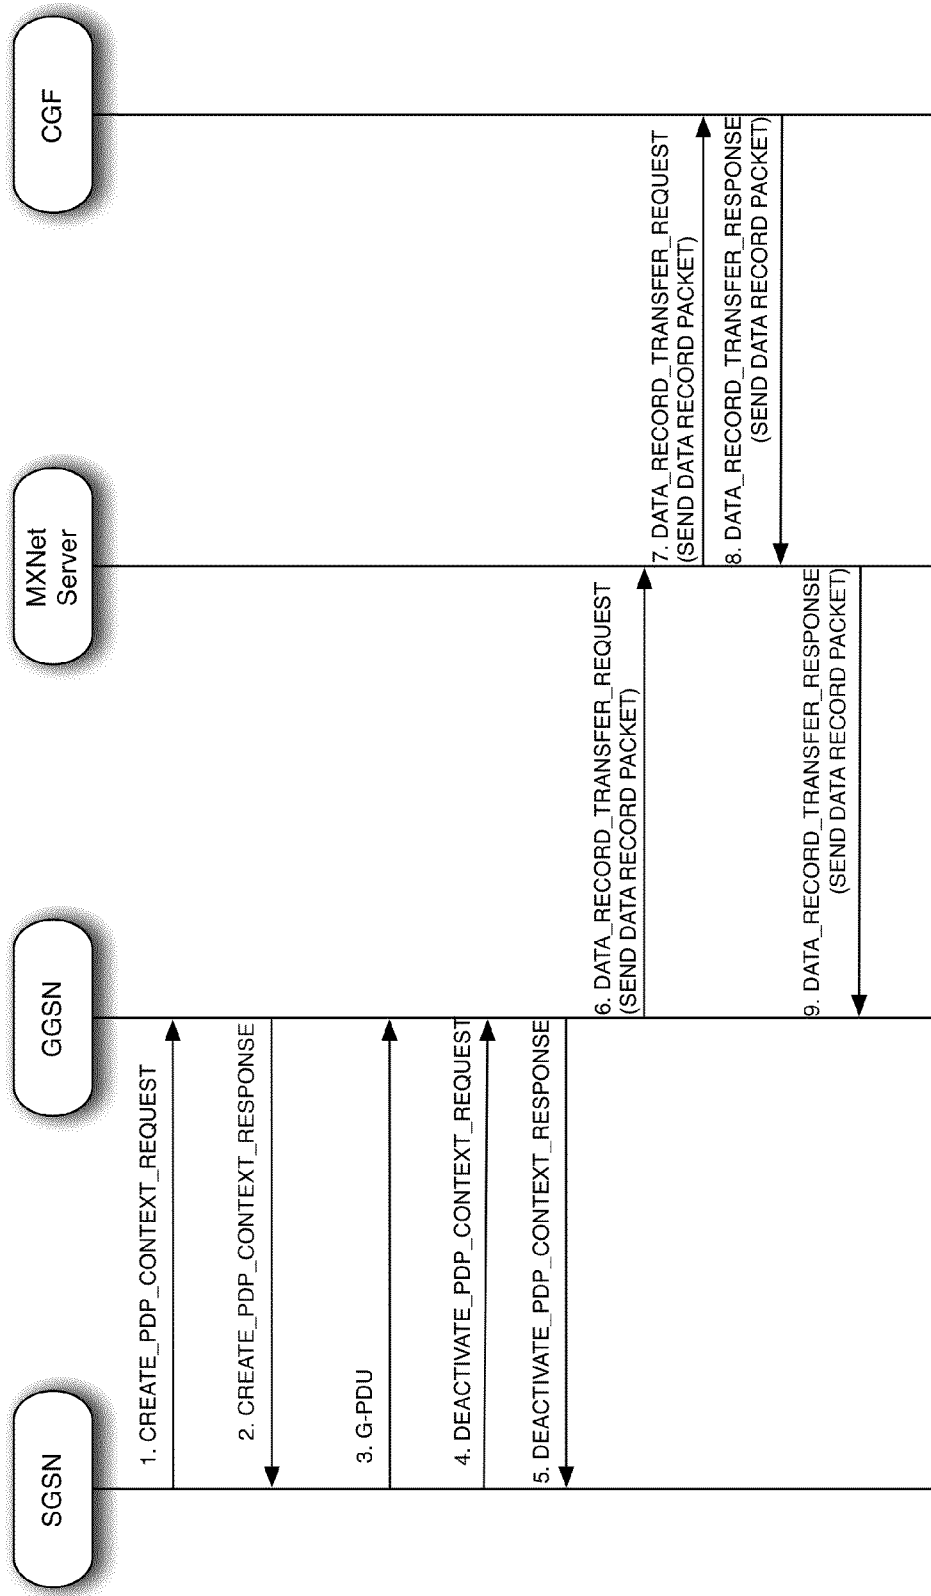 SGSN
GGSN
MXNet
Server
CGF
1. CREATE_PDP_CONTEXT_REQUEST
2. CREATE_PDP_CONTEXT_RESPONSE
3. G-PDU
4. DEACTIVATE_PDP_CONTEXT_REQUEST
5. DEACTIVATE_PDP_CONTEXT_RESPONSE
6. DATA_RECORD_TRANSFER_REQUEST
(SEND DATA RECORD PACKET)
7. DATA_RECORD_TRANSFER_REQUEST
(SEND DATA RECORD PACKET)
8. DATA_RECORD_TRANSFER_RESPONSE
(SEND DATA RECORD PACKET)
9. DATA_RECORD_TRANSFER_RESPONSE
(SEND DATA RECORD PACKET)